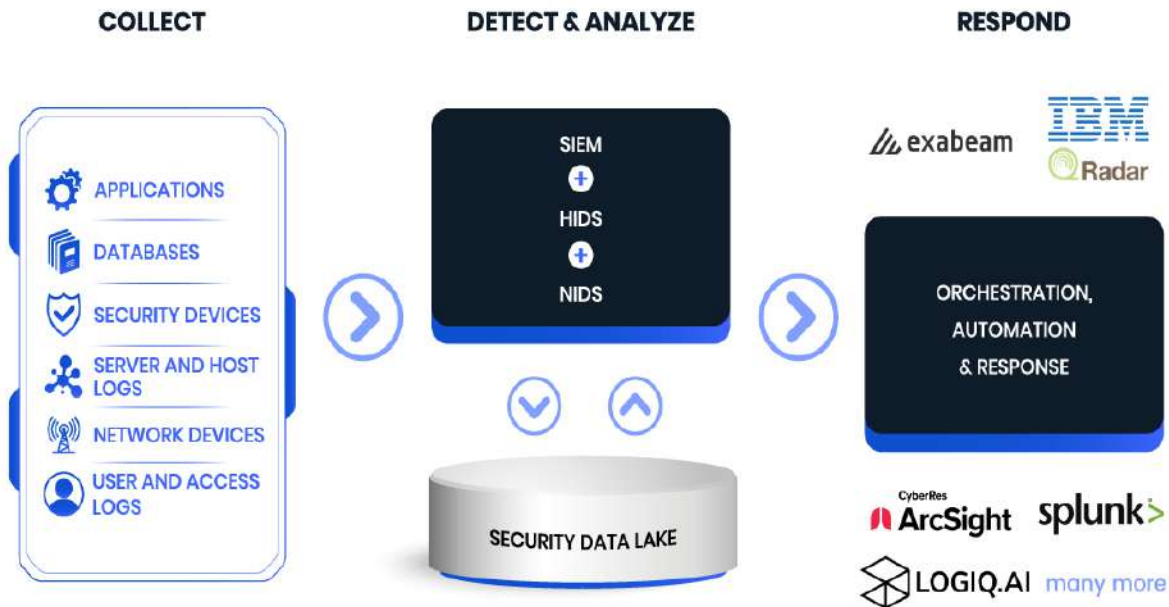 COLLECT
DETECT & ANALYZE
RESPOND
APPLICATIONS
DATABASES
SECURITY DEVICES
SERVER AND HOST
LOGS
NETWORK DEVICES
USER AND ACCESS
LOGS
SIEM
HIDS
NIDS
SECURITY DATA LAKE
exabeam
IBM
QRadar
ORCHESTRATION,
AUTOMATION
& RESPONSE
CyberRes
ArcSight
splunk>
LOGIQ.AI
many more